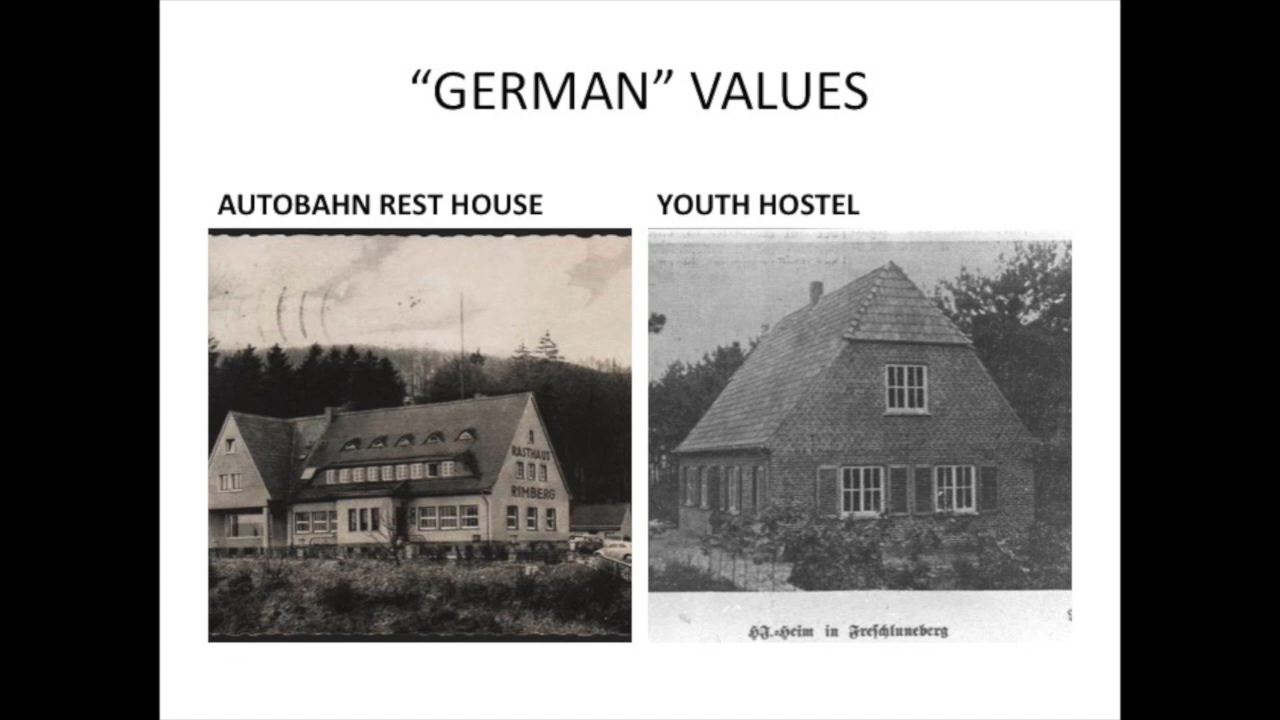 “GERMAN” VALUES
AUTOBAHN REST HOUSE
YOUTH HOSTEL
RASTHAUS
RIMBERG
HJ.-Heim in Freschluneberg